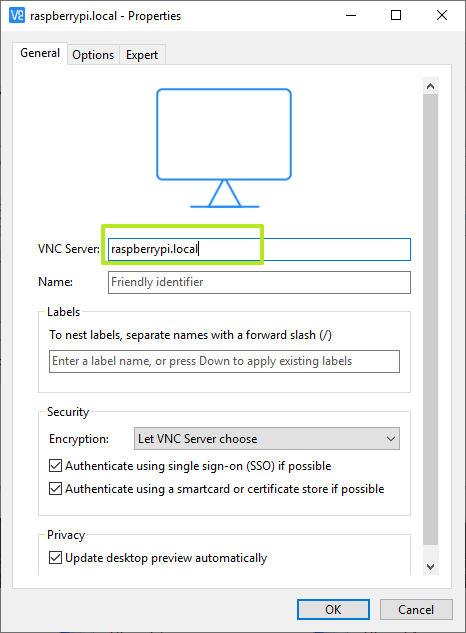 V2 raspberrypi.local - Properties
General Options Expert
VNC Server: raspberrypi.local
Name: Friendly identifier
Labels
To nest labels, separate names with a forward slash (/)
Enter a label name, or press Down to apply existing labels
Security
Encryption: Let VNC Server choose
Authenticate using single sign-on (SSO) if possible
Authenticate using a smartcard or certificate store if possible
Privacy
Update desktop preview automatically
OK Cancel